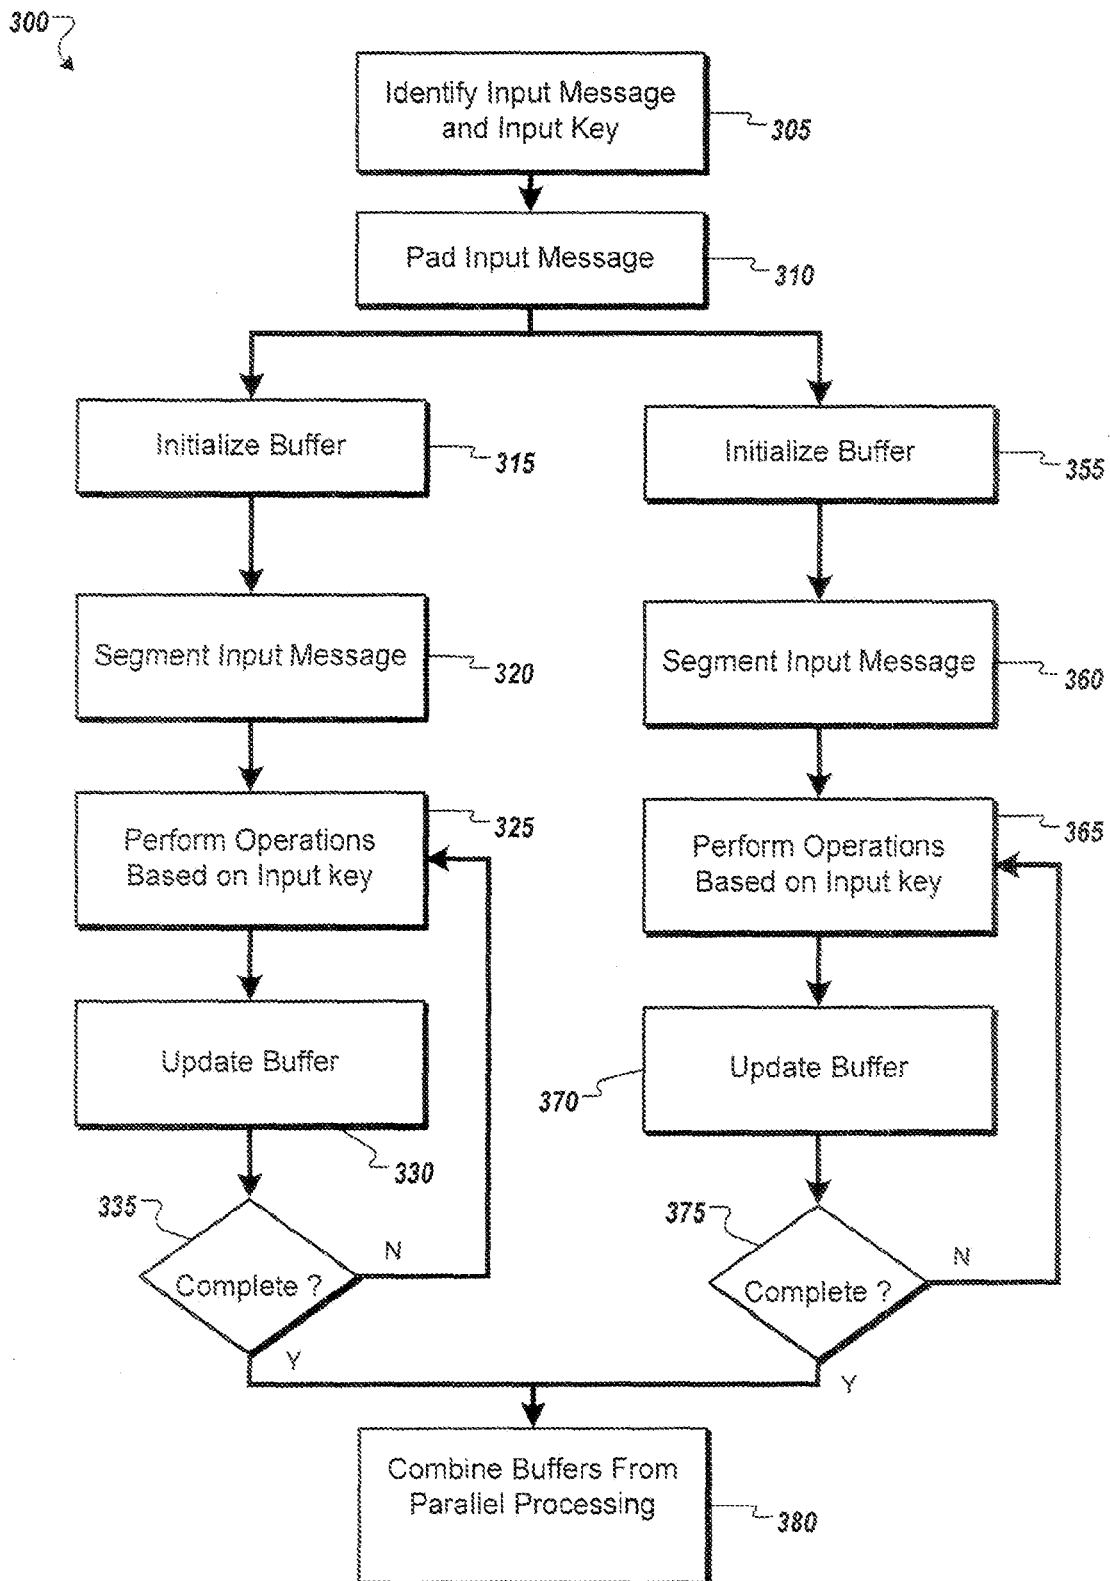 300
Identify Input Message
and Input Key
305
Pad Input Message
310
Initialize Buffer
315
Initialize Buffer
355
Segment Input Message
320
Segment Input Message
360
Perform Operations
Based on Input key
325
Perform Operations
Based on Input key
365
Update Buffer
330
Update Buffer
370
335
Complete ?
N
Y
375
Complete ?
N
Y
Combine Buffers From
Parallel Processing
380